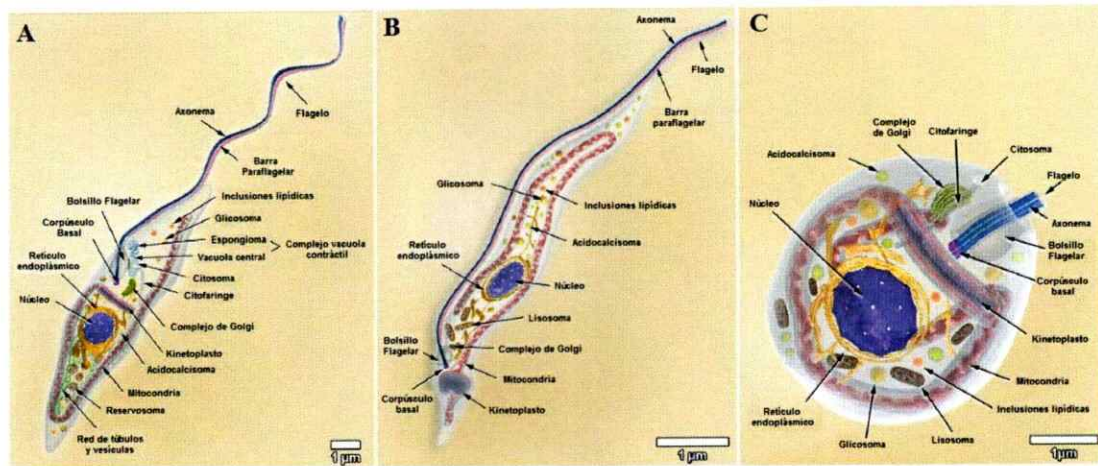 A
Axonema
Flagelo
Barra
Paraflagelar
Inclusiones lipídicas
Bolsillo Flagelar
Glicosoma
Corpúsculo
Basal
Espongioma
Complejo vacuola
contráctil
Vacuola central
Retículo
endoplásmico
Citosoma
Citofaringe
Núcleo
Complejo de Golgi
Kinetoplasto
Acidocalcisoma
Mitocondria
Reservosoma
Red de túbulos
y vesículas
1 µm
B
Axonema
Flagelo
Barra
paraflagelar
Glicosoma
Inclusiones lipídicas
Acidocalcisoma
Retículo
endoplásmico
Núcleo
Lisosoma
Bolsillo
Flagelar
Complejo de Golgi
Mitocondria
Corpúsculo
basal
Kinetoplasto
1 µm
C
Complejo
de Golgi
Citofaringe
Citosoma
Acidocalcisoma
Flagelo
Núcleo
Axonema
Bolsillo
Flagelar
Corpúsculo
basal
Kinetoplasto
Mitocondria
Inclusiones lipídicas
Retículo
endoplásmico
Glicosoma
Lisosoma
1µm